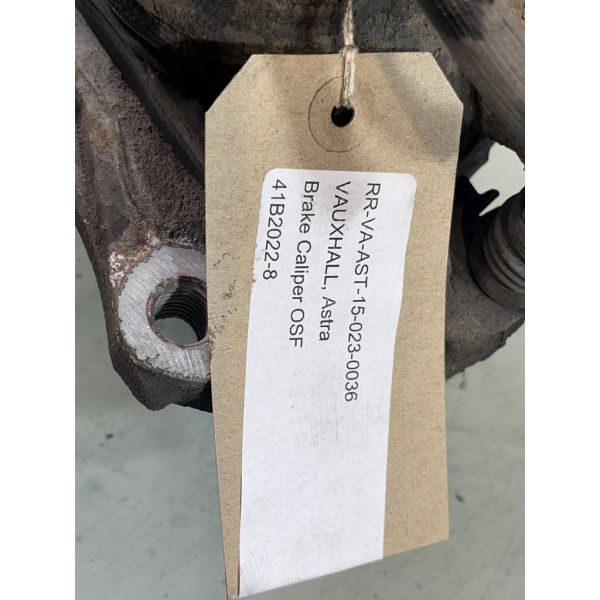 RR-VA-AST-15-023-0036
VAUXHALL, Astra
Brake Caliper OSF
41B2022-8